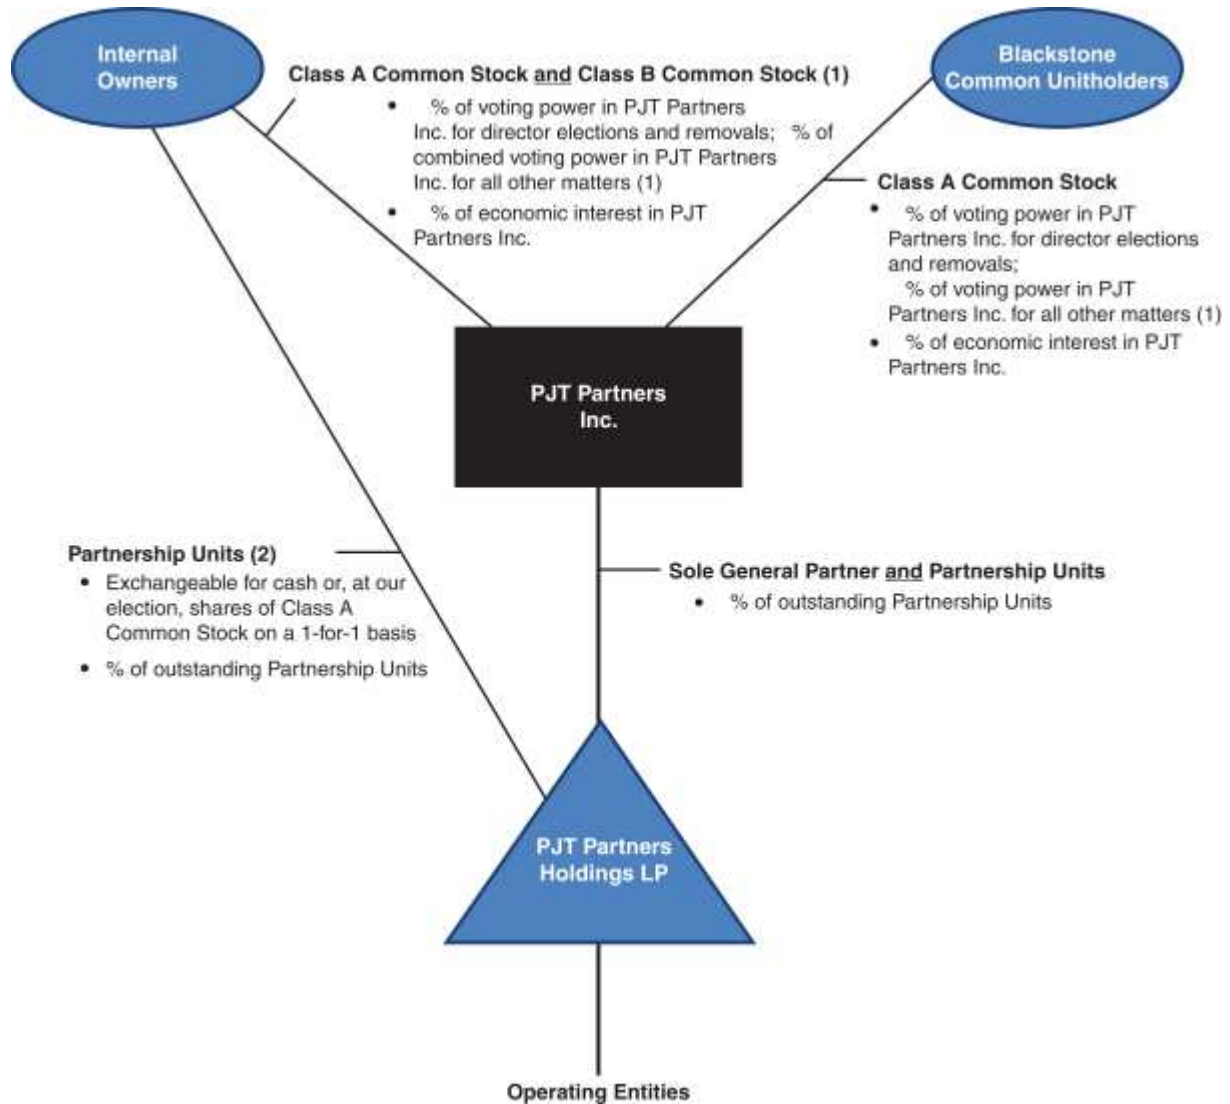 Internal
Owners
Blackstone
Common Unitholders
Class A Common Stock and Class B Common Stock (1)
• % of voting power in PJT Partners
Inc. for director elections and removals; % of
combined voting power in PJT Partners
Inc. for all other matters (1)
• % of economic interest in PJT
Partners Inc.
Class A Common Stock
• % of voting power in PJT
Partners Inc. for director elections
and removals;
% of voting power in PJT
Partners Inc. for all other matters (1)
• % of economic interest in PJT
Partners Inc.
PJT Partners
Inc.
Partnership Units (2)
• Exchangeable for cash or, at our
election, shares of Class A
Common Stock on a 1-for-1 basis
• % of outstanding Partnership Units
Sole General Partner and Partnership Units
• % of outstanding Partnership Units
PJT Partners
Holdings LP
Operating Entities